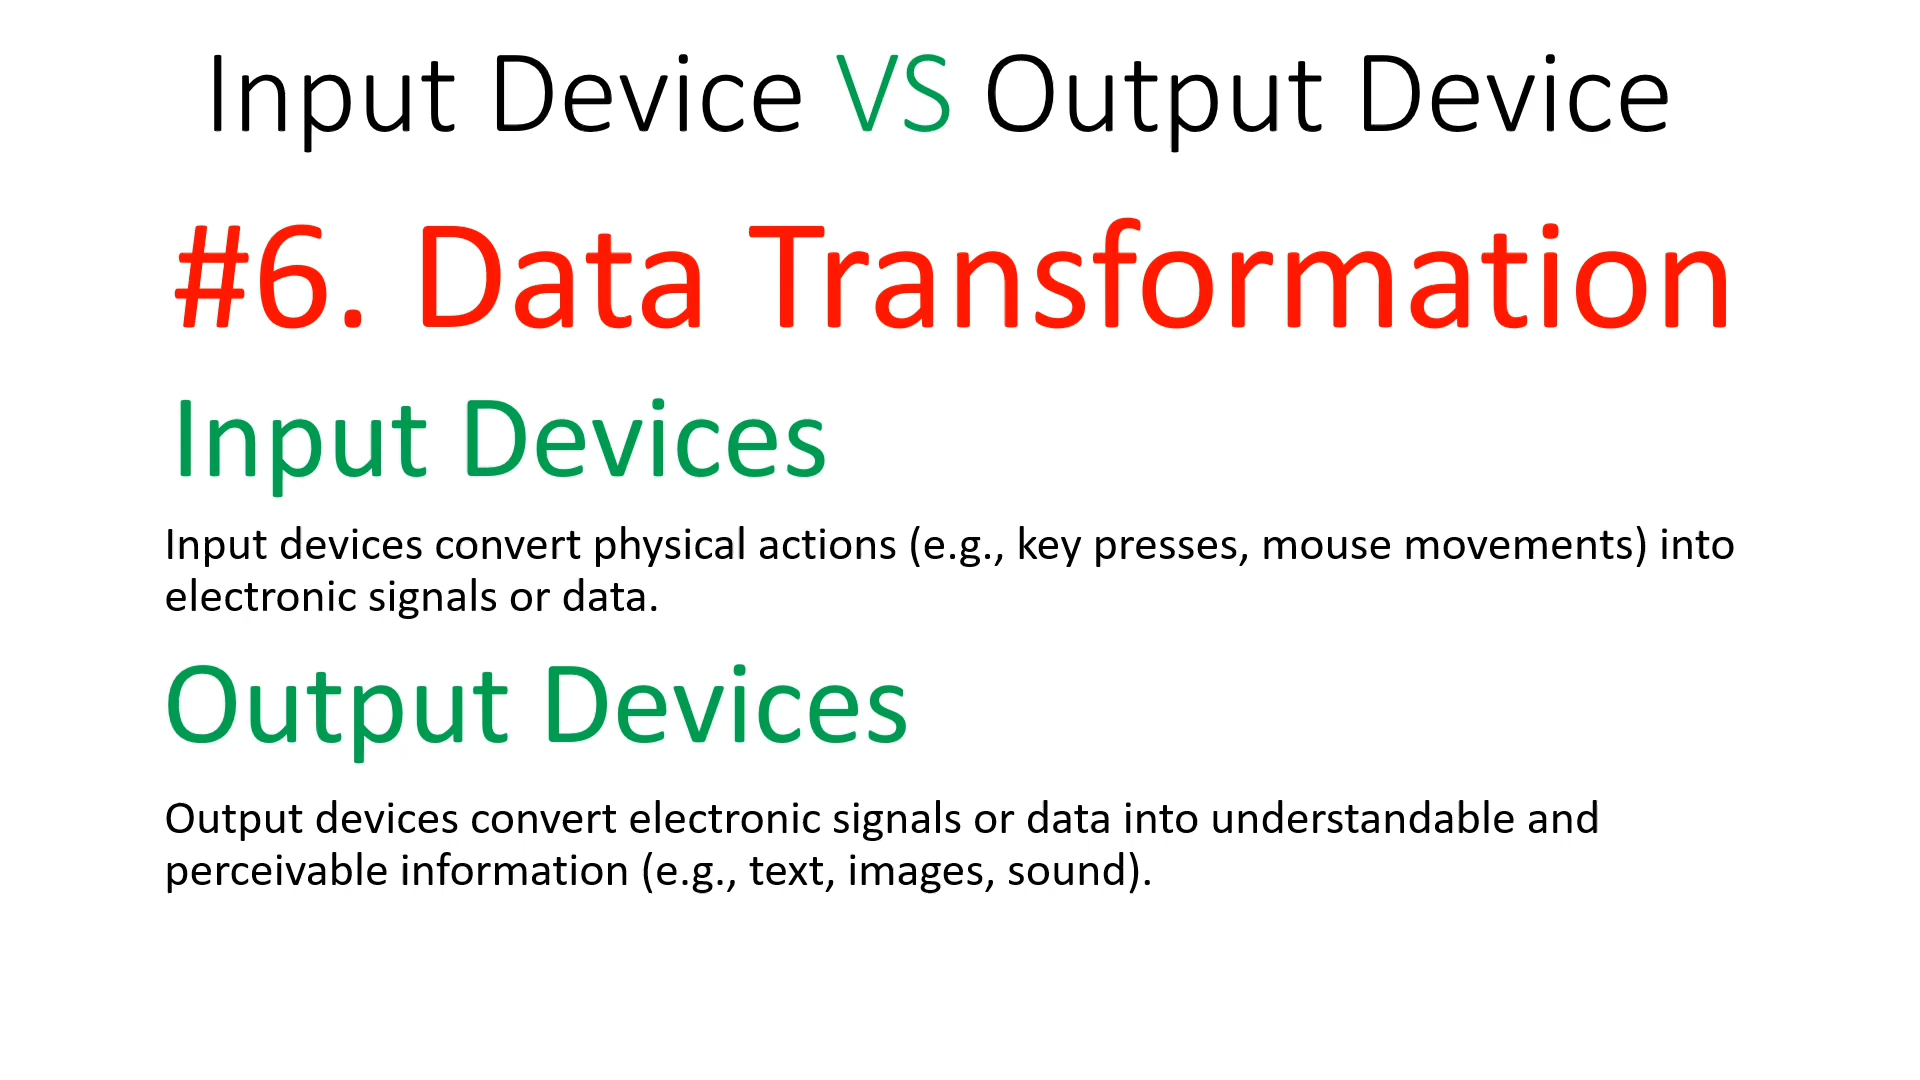 Input Device VS Output Device
#6. Data Transformation
Input Devices
Input devices convert physical actions (e.g., key presses, mouse movements) into
electronic signals or data.
Output Devices
Output devices convert electronic signals or data into understandable and
perceivable information (e.g., text, images, sound).